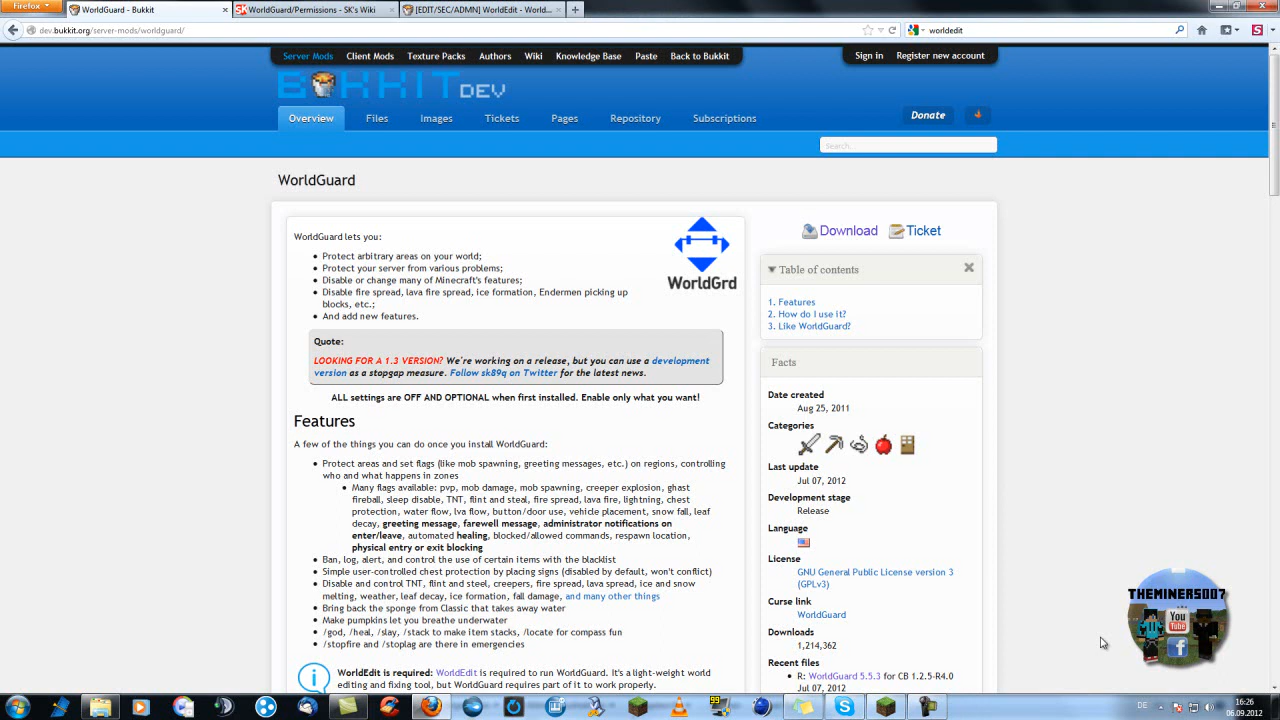 Firefox
WorldGuard - Bukkit
WorldGuard/Permissions - SK's Wiki
[EDIT/SEC/ADMN] WorldEdit - World...
dev.bukkit.org/server-mods/worldguard/
worldedit
Server Mods
Client Mods
Texture Packs
Authors
Wiki
Knowledge Base
Paste
Back to Bukkit
Sign in
Register new account
BUKKIT DEV
Overview
Files
Images
Tickets
Pages
Repository
Subscriptions
Donate
Search...
WorldGuard
WorldGuard lets you:
Protect arbitrary areas on your world;
Protect your server from various problems;
Disable or change many of Minecraft's features;
Disable fire spread, lava fire spread, ice formation, Endermen picking up
blocks, etc.;
And add new features.
WorldGrd
Quote:
LOOKING FOR A 1.3 VERSION? We're working on a release, but you can use a development
version as a stopgap measure. Follow sk89q on Twitter for the latest news.
ALL settings are OFF AND OPTIONAL when first installed. Enable only what you want!
Features
A few of the things you can do once you install WorldGuard:
Protect areas and set flags (like mob spawning, greeting messages, etc.) on regions, controlling
who and what happens in zones
Many flags available: pvp, mob damage, mob spawning, creeper explosion, ghast
fireball, sleep disable, TNT, flint and steal, fire spread, lava fire, lightning, chest
protection, water flow, lva flow, button/door use, vehicle placement, snow fall, leaf
decay, greeting message, farewell message, administrator notifications on
enter/leave, automated healing, blocked/allowed commands, respawn location,
physical entry or exit blocking
Ban, log, alert, and control the use of certain items with the blacklist
Simple user-controlled chest protection by placing signs (disabled by default, won't conflict)
Disable and control TNT, flint and steel, creepers, fire spread, lava spread, ice and snow
melting, weather, leaf decay, ice formation, fall damage, and many other things
Bring back the sponge from Classic that takes away water
Make pumpkins let you breathe underwater
/god, /heal, /slay, /stack to make item stacks, /locate for compass fun
/stopfire and /stoplag are there in emergencies
WorldEdit is required: WorldEdit is required to run WorldGuard. It's a light-weight world
editing and fixing tool, but WorldGuard requires part of it to work properly.
Download
Ticket
Table of contents
1. Features
2. How do I use it?
3. Like WorldGuard?
Facts
Date created
Aug 25, 2011
Categories
Last update
Jul 07, 2012
Development stage
Release
Language
License
GNU General Public License version 3
(GPLv3)
Curse link
WorldGuard
Downloads
1,214,362
Recent files
R: WorldGuard 5.5.3 for CB 1.2.5-R4.0
Jul 07, 2012
THEMINERS007
You
Tube
f
99
DE
16:26
06.09.2012